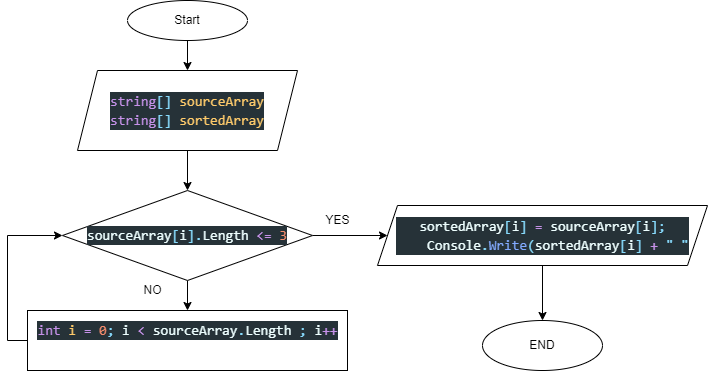 Start
string[] sourceArray
string[] sortedArray
sourceArray[i].Length <= 3
YES
sortedArray[i] = sourceArray[i];
Console.Write(sortedArray[i] + " "
NO
int i = 0; i < sourceArray.Length ; i++
END